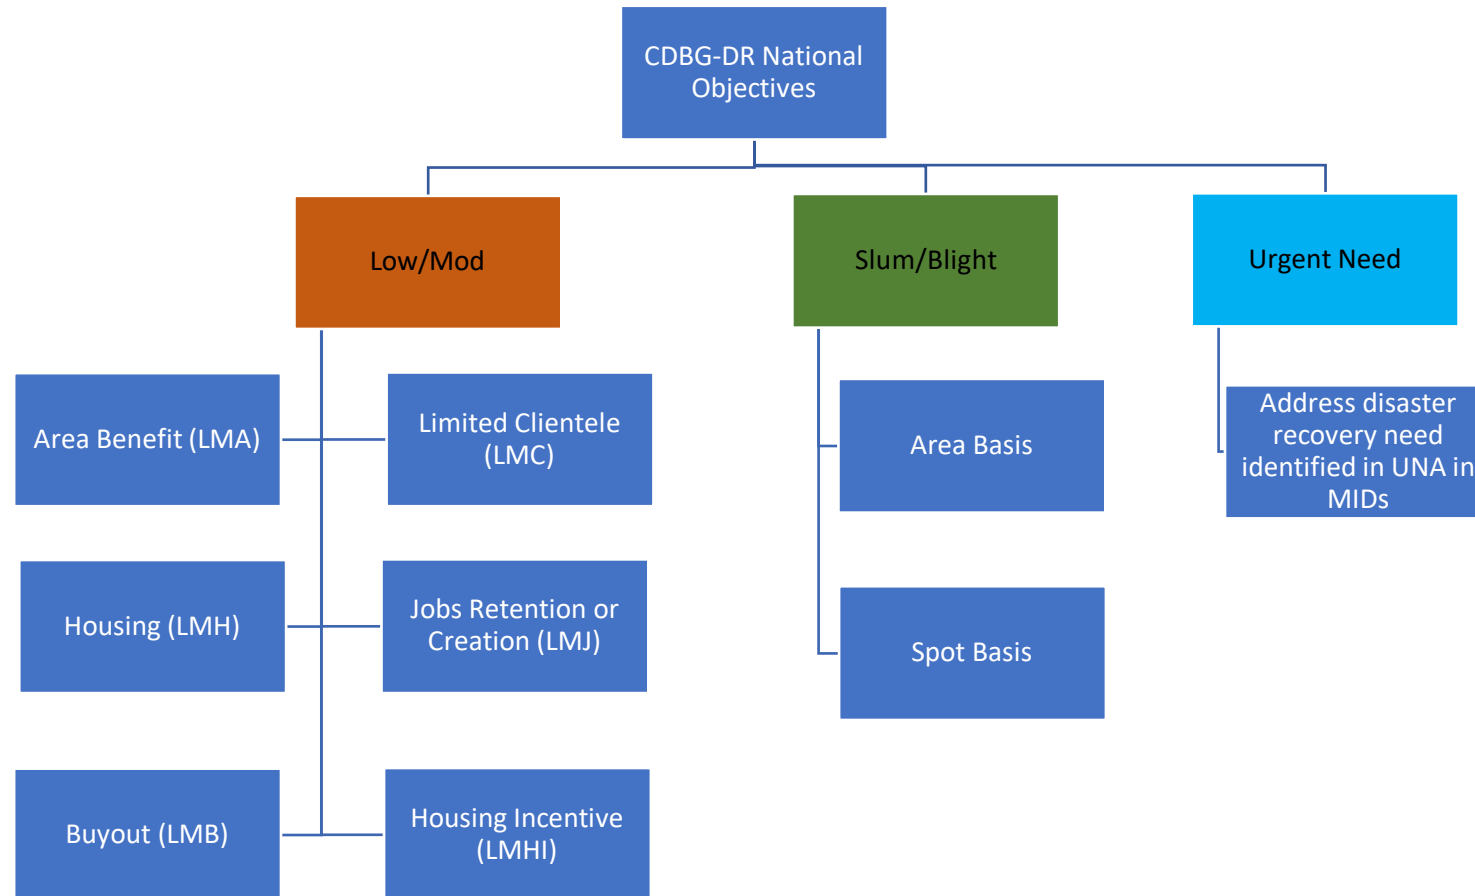 CDBG-DR National
Objectives
Low/Mod
Slum/Blight
Urgent Need
Area Benefit (LMA)
Limited Clientele
(LMC)
Housing (LMH)
Jobs Retention or
Creation (LMJ)
Buyout (LMB)
Housing Incentive
(LMHI)
Area Basis
Spot Basis
Address disaster
recovery need
identified in UNA in
MIDs